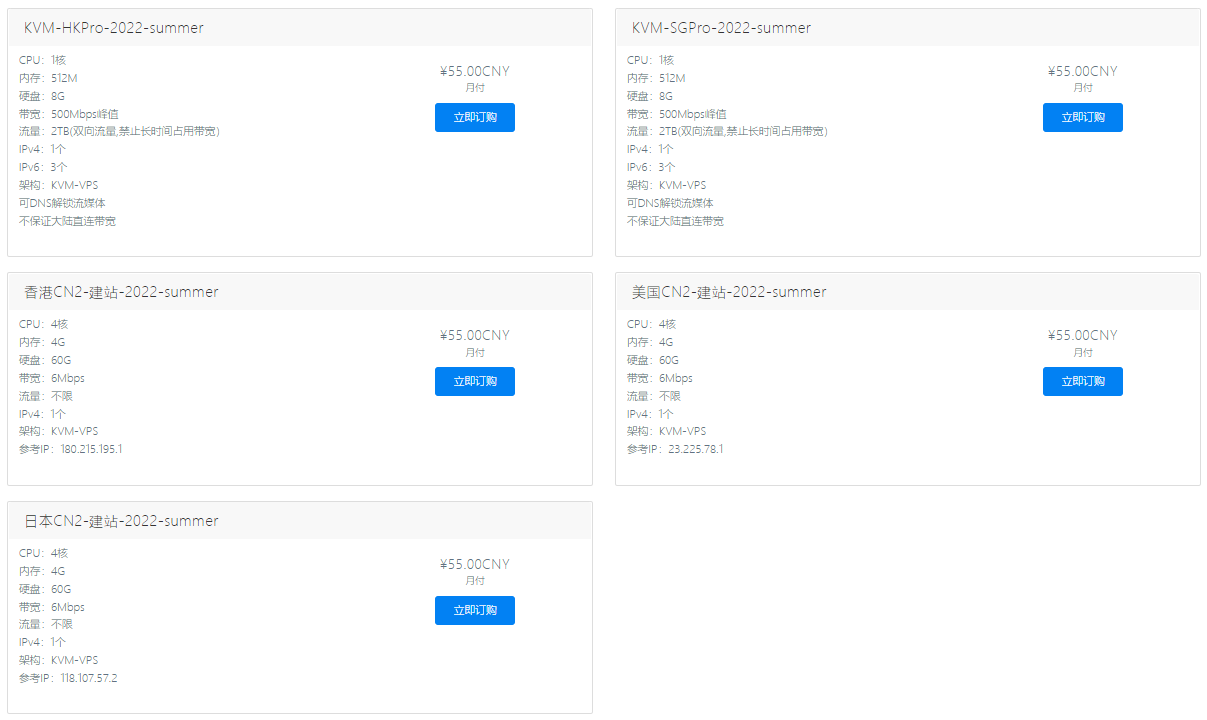 KVM-HKPro-2022-summer
CPU：1核
内存：512M
硬盘：8G
带宽：500Mbps峰值
流量：2TB(双向流量,禁止长时间占用带宽)
IPv4：1个
IPv6：3个
架构：KVM-VPS
可DNS解锁流媒体
不保证大陆直连带宽
¥55.00CNY
月付
立即订购
KVM-SGPro-2022-summer
CPU：1核
内存：512M
硬盘：8G
带宽：500Mbps峰值
流量：2TB(双向流量,禁止长时间占用带宽)
IPv4：1个
IPv6：3个
架构：KVM-VPS
可DNS解锁流媒体
不保证大陆直连带宽
¥55.00CNY
月付
立即订购
香港CN2-建站-2022-summer
CPU：4核
内存：4G
硬盘：60G
带宽：6Mbps
流量：不限
IPv4：1个
架构：KVM-VPS
参考IP：180.215.195.1
¥55.00CNY
月付
立即订购
美国CN2-建站-2022-summer
CPU：4核
内存：4G
硬盘：60G
带宽：6Mbps
流量：不限
IPv4：1个
架构：KVM-VPS
参考IP：23.225.78.1
¥55.00CNY
月付
立即订购
日本CN2-建站-2022-summer
CPU：4核
内存：4G
硬盘：60G
带宽：6Mbps
流量：不限
IPv4：1个
架构：KVM-VPS
参考IP：118.107.57.2
¥55.00CNY
月付
立即订购